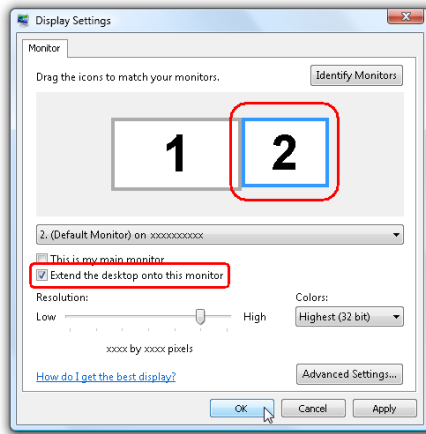 Display Settings
Monitor
Drag the icons to match your monitors.
Identify Monitors
1
2
2. (Default Monitor) on xxxxxxxxxx
This is my main monitor
Extend the desktop onto this monitor
Resolution:
Colors:
Low
High
Highest (32 bit)
xxxx by xxxx pixels
How do I get the best display?
Advanced Settings...
OK
Cancel
Apply